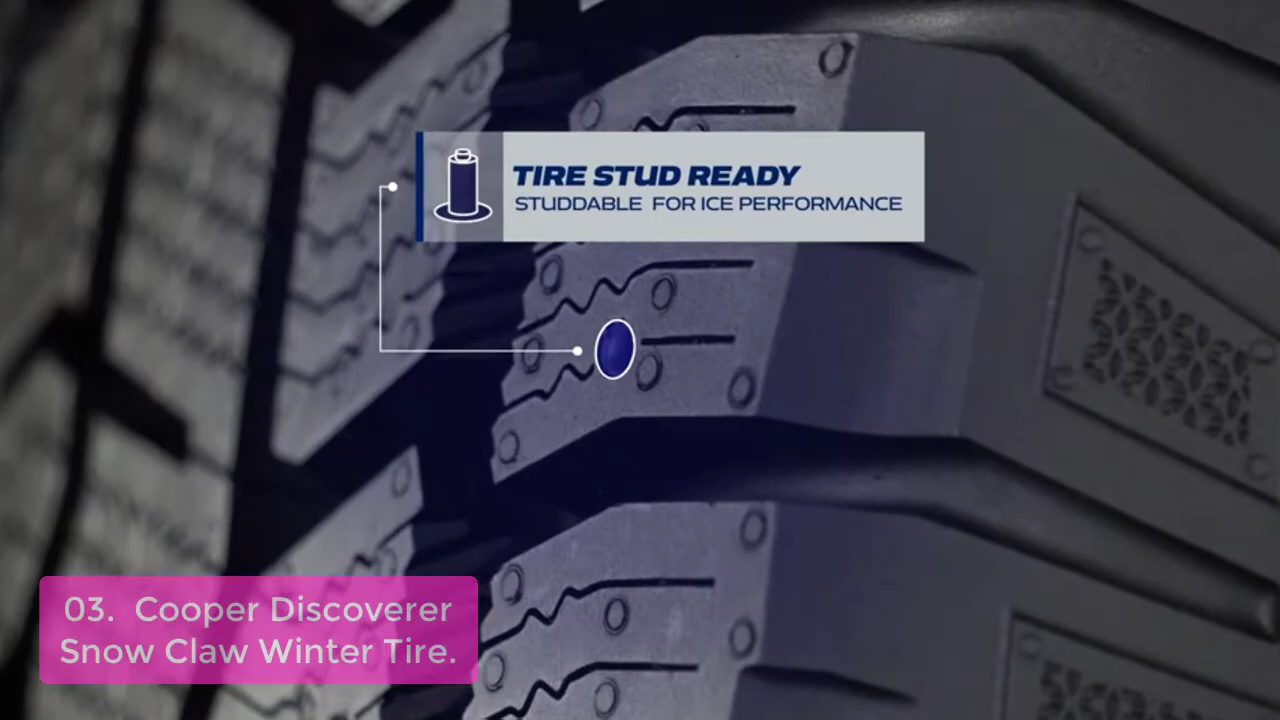 TIRE STUD READY
STUDDABLE FOR ICE PERFORMANCE
03. Cooper Discoverer
Snow Claw Winter Tire.